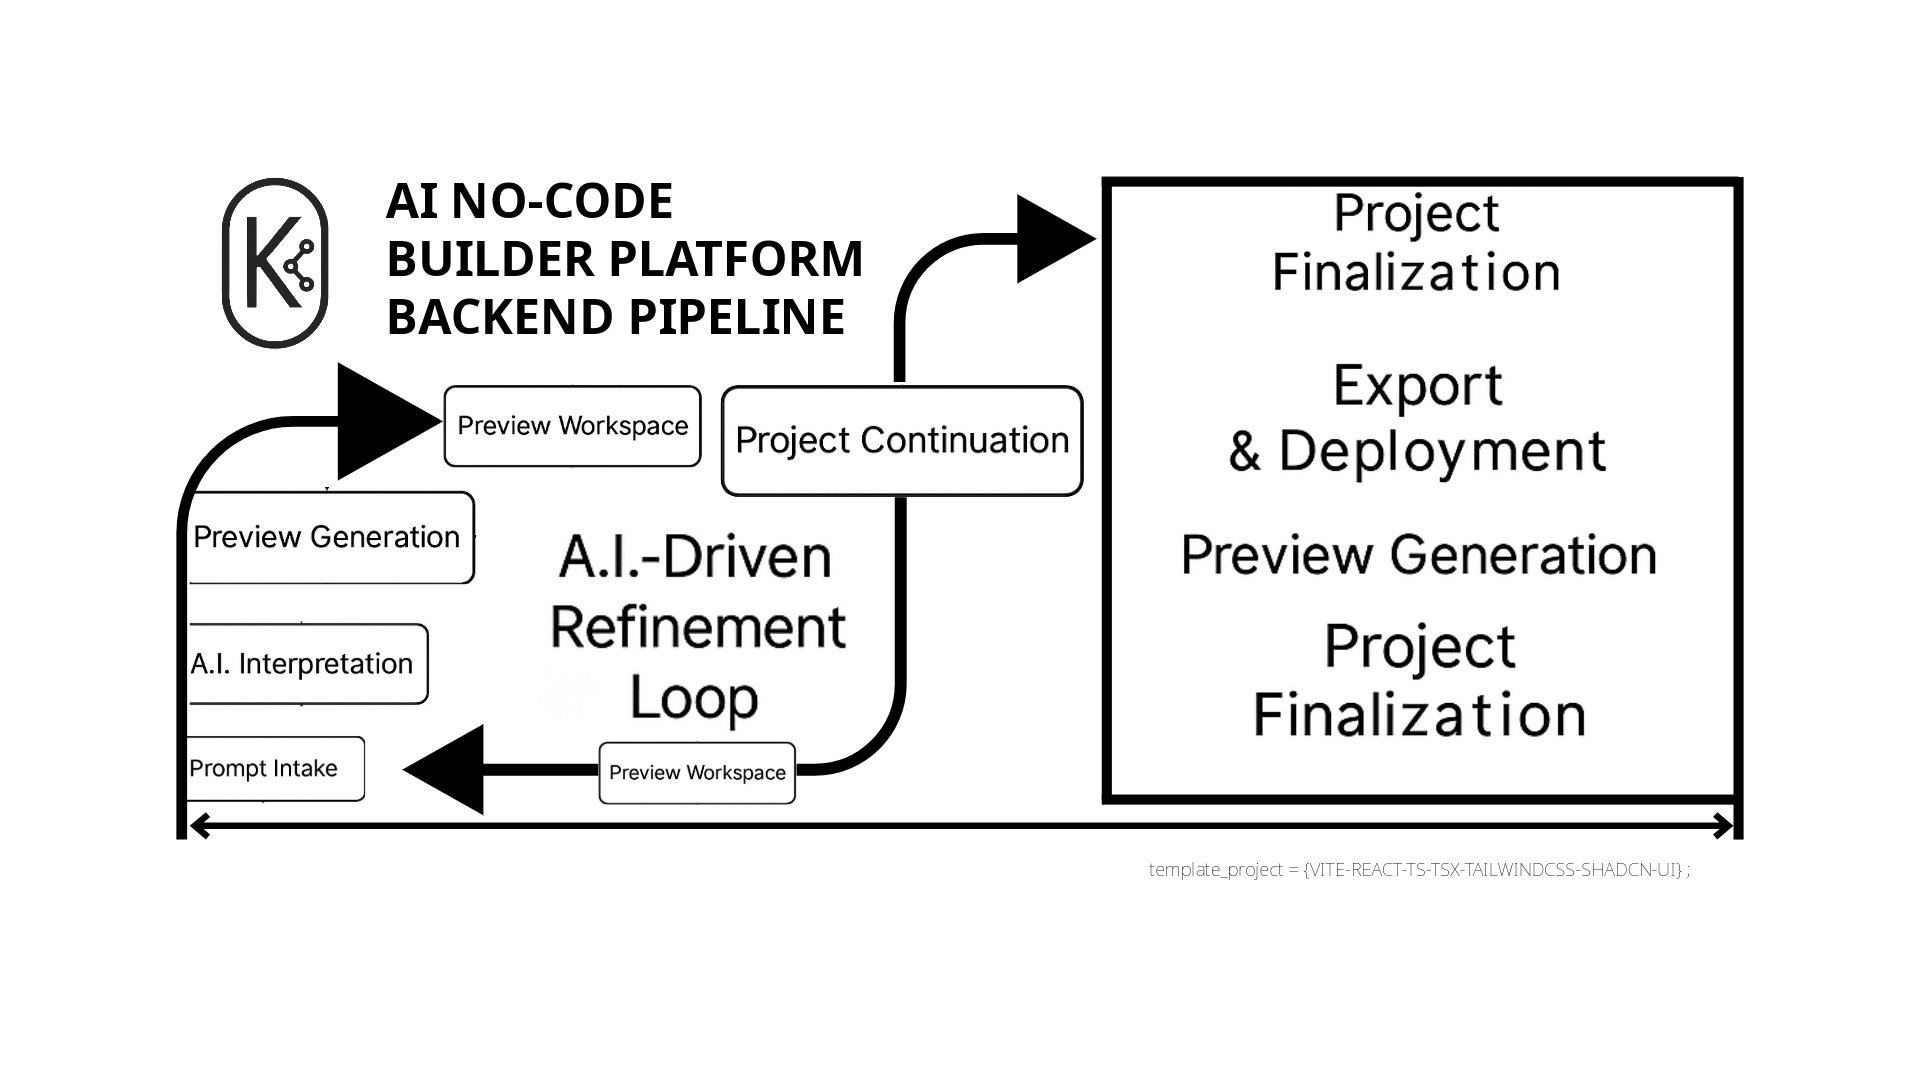 K
AI NO-CODE
BUILDER PLATFORM
BACKEND PIPELINE
Preview Workspace
Project Continuation
Preview Generation
A.I. Interpretation
Prompt Intake
A.I.-Driven
Refinement
Loop
Preview Workspace
Project
Finalization
Export
& Deployment
Preview Generation
Project
Finalization
template_project = {VITE-REACT-TS-TSX-TAILWINDCSS-SHADCN-UI} ;